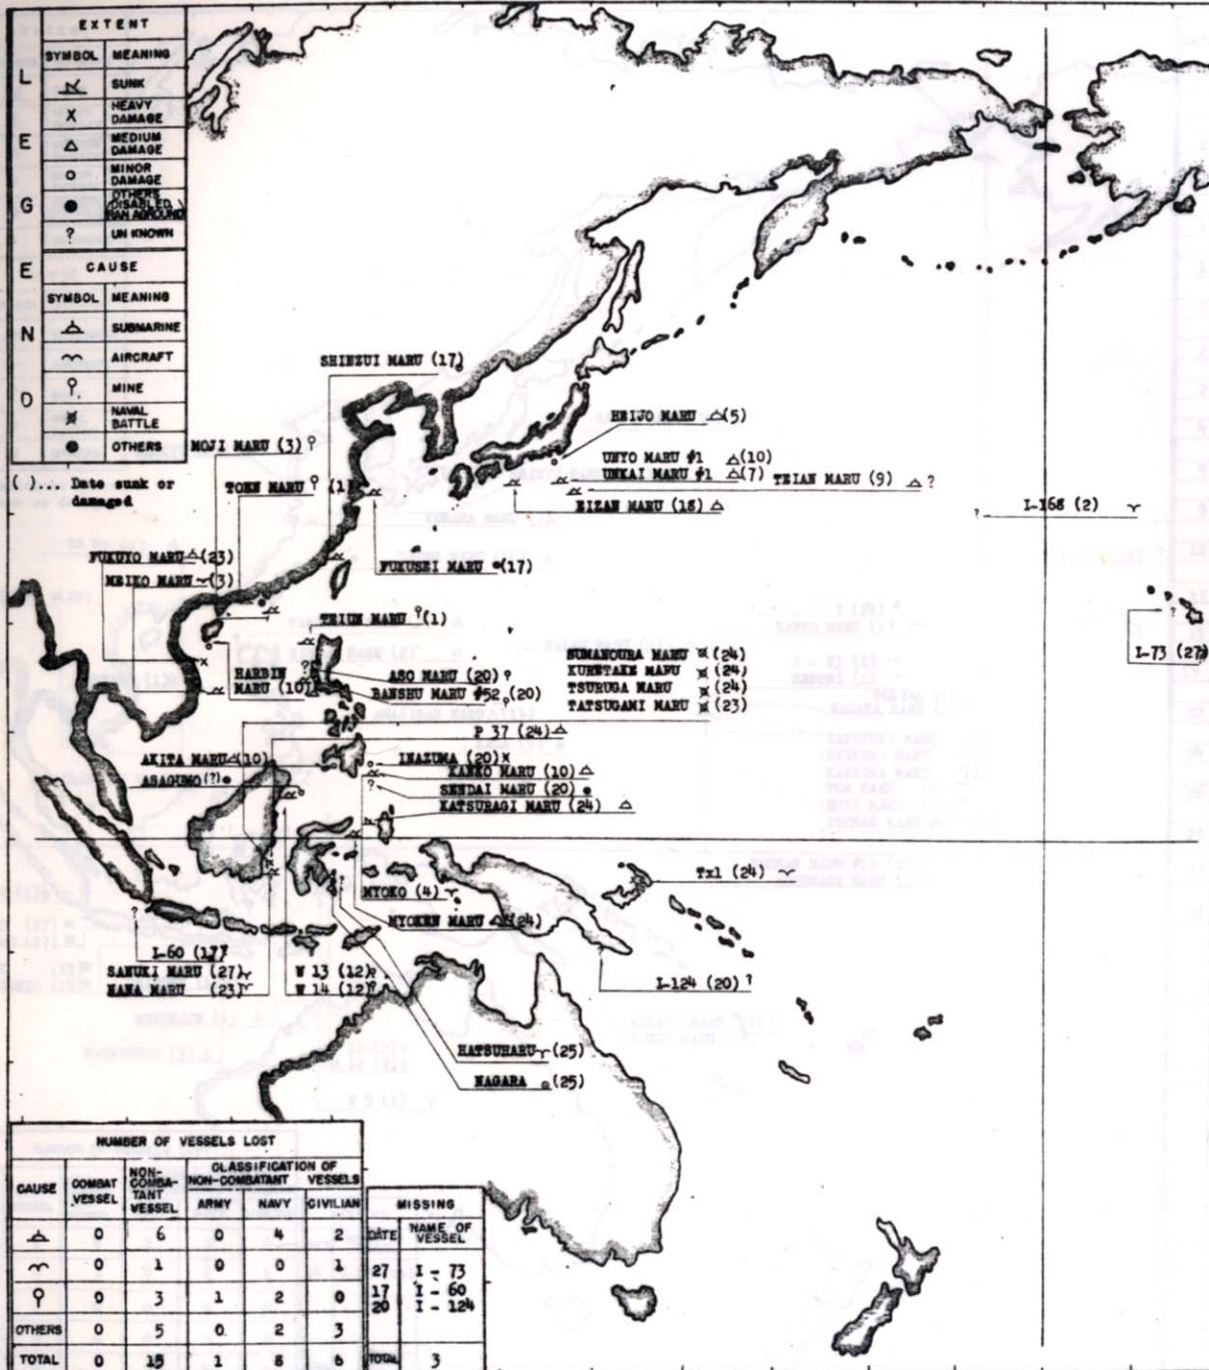 EXTENT
SYMBOL MEANING
SUNK
X HEAVY DAMAGE
△ MEDIUM DAMAGE
○ MINOR DAMAGE
● OTHERS (DISABLED, RAN AGROUND)
? UN KNOWN
CAUSE
SYMBOL MEANING
SUBMARINE
AIRCRAFT
MINE
NAVAL BATTLE
● OTHERS
LEGEND
( )... Date sunk or
damaged
SHINZUI MARU (17)
MOJI MARU (3)
TOEN MARU (1)
HEIJO MARU (5)
UNYO MARU #1 (10)
UNKAI MARU #1 (7)
TEIAN MARU (9) ?
EIZAN MARU (18)
I-168 (2)
?
FUKUYO MARU (23)
MEIKO MARU (3)
FUKUSEI MARU ●(17)
TEIUN MARU (1)
I-73 (27)
?
SUMANOURA MARU (24)
KURETAKE MARU (24)
TSURUGA MARU (24)
TATSUGAMI MARU (23)
HARBIN
MARU (10)
ASO MARU (20) ?
BANSHU MARU #52 (20)
P 37 (24)
AKITA MARU (10)
INAZUMA (20) X
ASAGUMO (?) ●
KANKO MARU (10)
SENDAI MARU (20) ●
KATSURAGI MARU (24)
Tx1 (24)
MYOKO (4)
MYOKEN MARU (24)
I-60 (17)
?
SANUKI MARU (27)
NANA MARU (23)
W 13 (12)
W 14 (12)
I-124 (20) ?
HATSUHARU (25)
NAGARA (25)
NUMBER OF VESSELS LOST
CAUSE COMBAT VESSEL NON-COMBATANT VESSEL CLASSIFICATION OF NON-COMBATANT VESSELS
ARMY NAVY CIVILIAN
0 6 0 4 2
0 1 0 0 1
0 3 1 2 0
OTHERS 0 5 0 2 3
TOTAL 0 15 1 8 6
MISSING
DATE NAME OF VESSEL
27 I - 73
17 I - 60
20 I - 124
TOTAL 3